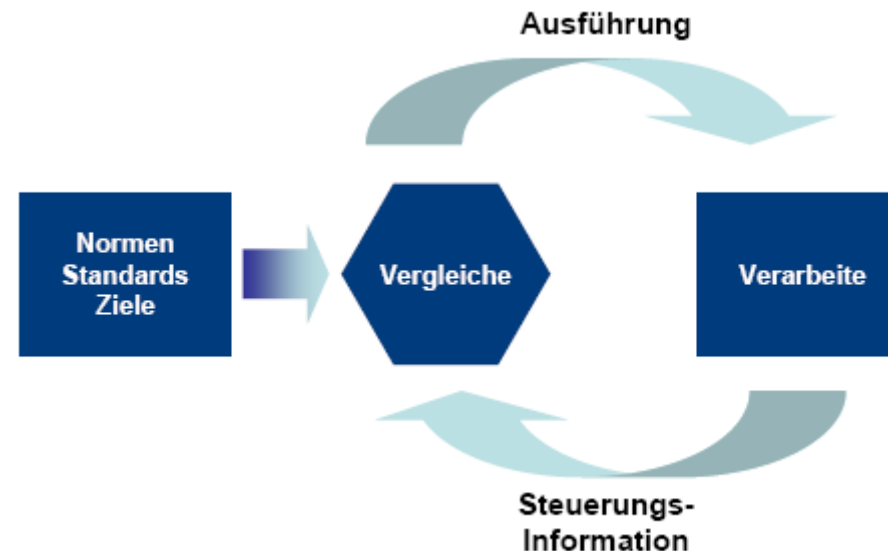 Ausführung
Normen
Standards
Ziele
Vergleiche
Verarbeite
Steuerungs-
Information